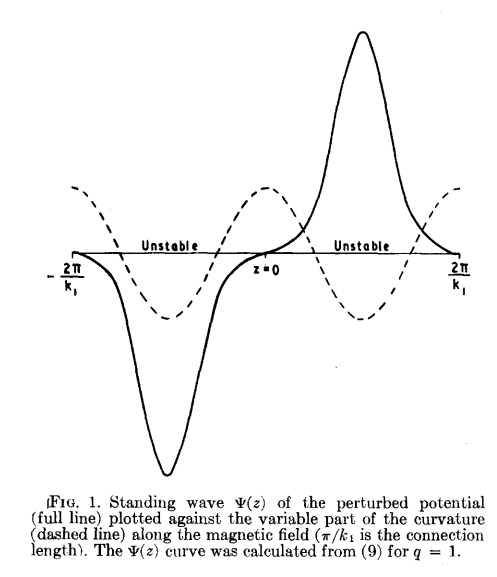 Unstable
Unstable
- 2π/k₁
z=0
2π/k₁
FIG. 1. Standing wave Ψ(z) of the perturbed potential
(full line) plotted against the variable part of the curvature
(dashed line) along the magnetic field (π/k₁ is the connection
length). The Ψ(z) curve was calculated from (9) for q = 1.